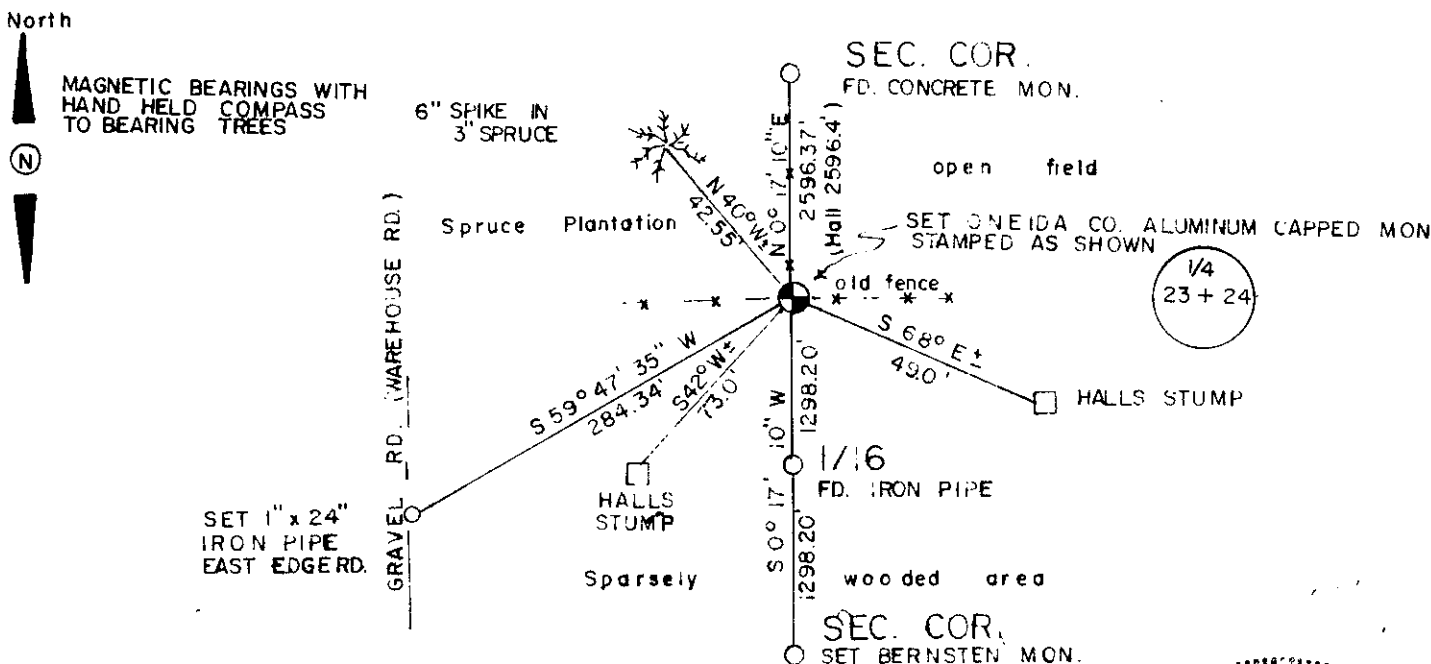 North
MAGNETIC BEARINGS WITH
HAND HELD COMPASS
TO BEARING TREES
N
6" SPIKE IN
3" SPRUCE
SEC. COR.
FD. CONCRETE MON.
N 0° 17' 10" E
2596.37'
(Hall 2596.4')
open field
N 40° W±
42.55'
Spruce Plantation
SET ONEIDA CO. ALUMINUM CAPPED MON
STAMPED AS SHOWN
1/4
23 + 24
old fence
GRAVEL RD. (WAREHOUSE RD.)
S 59° 47' 35" W
284.34'
S 42° W±
73.0'
S 68° E ±
49.0'
HALLS STUMP
S 0° 17' 10" W
1298.20'
1298.20'
1/16
FD. IRON PIPE
HALLS
STUMP
SET 1" x 24"
IRON PIPE
EAST EDGE RD.
Sparsely wooded area
SEC. COR.
SET BERNSTEN MON.